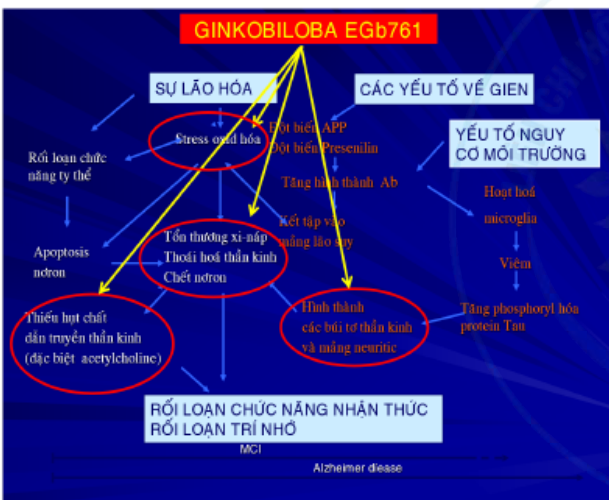 GINKOBILOBA EGb761
SỰ LÃO HÓA
CÁC YẾU TỐ VỀ GIEN
Stress oxid hóa
Đột biến APP
Đột biến Presenilin
YẾU TỐ NGUY
CƠ MÔI TRƯỜNG
Rối loạn chức
năng ty thể
Tăng hình thành Ab
Hoạt hoá
microglia
Kết tập vào
mảng lão suy
Tổn thương xi-náp
Thoái hoá thần kinh
Chết nơron
Apoptosis
nơron
Viêm
Thiếu hụt chất
dẫn truyền thần kinh
(đặc biệt acetylcholine)
Hình thành
các búi tơ thần kinh
và mảng neuritic
Tăng phosphoryl hóa
protein Tau
RỐI LOẠN CHỨC NĂNG NHẬN THỨC
RỐI LOẠN TRÍ NHỚ
MCI
Alzheimer diease